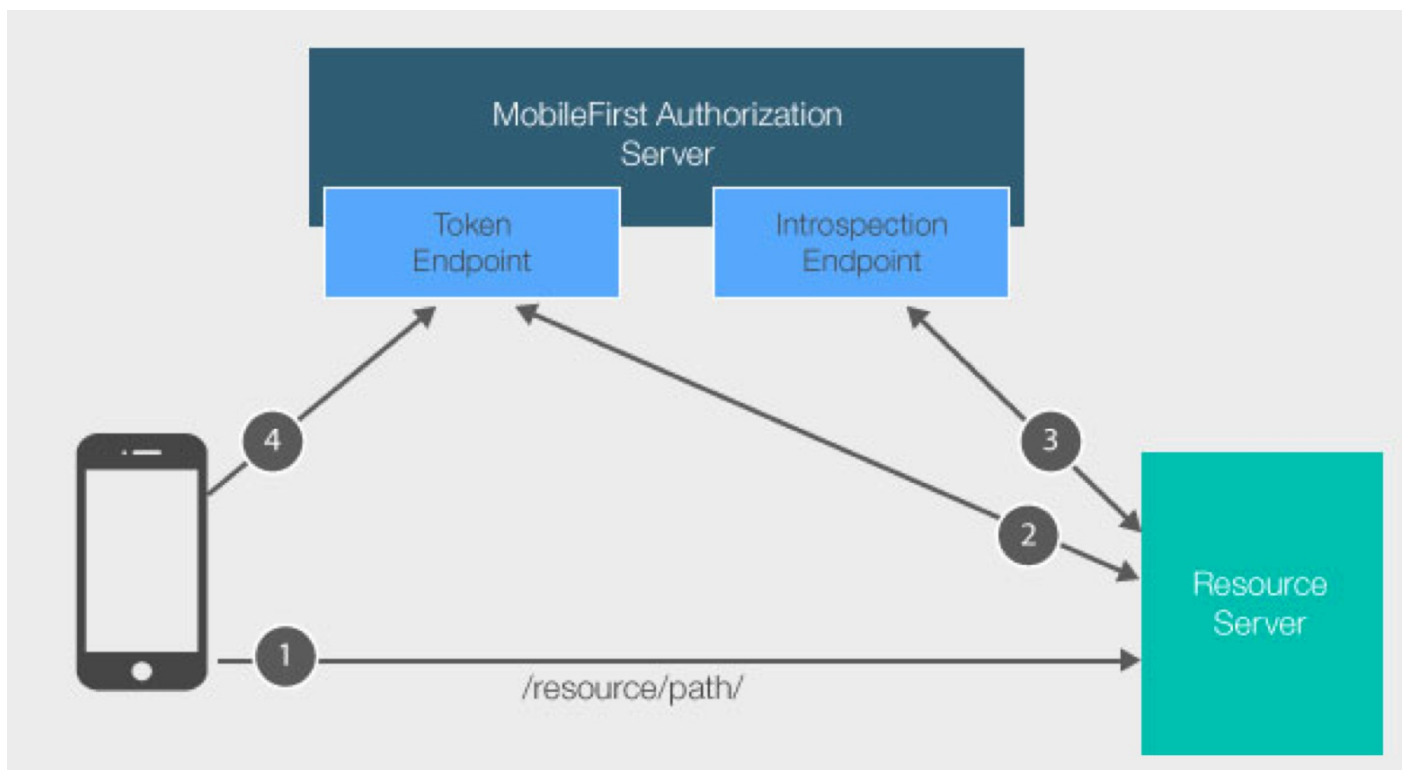 MobileFirst Authorization
Server
Token
Endpoint
Introspection
Endpoint
4
3
2
Resource
Server
1
/resource/path/